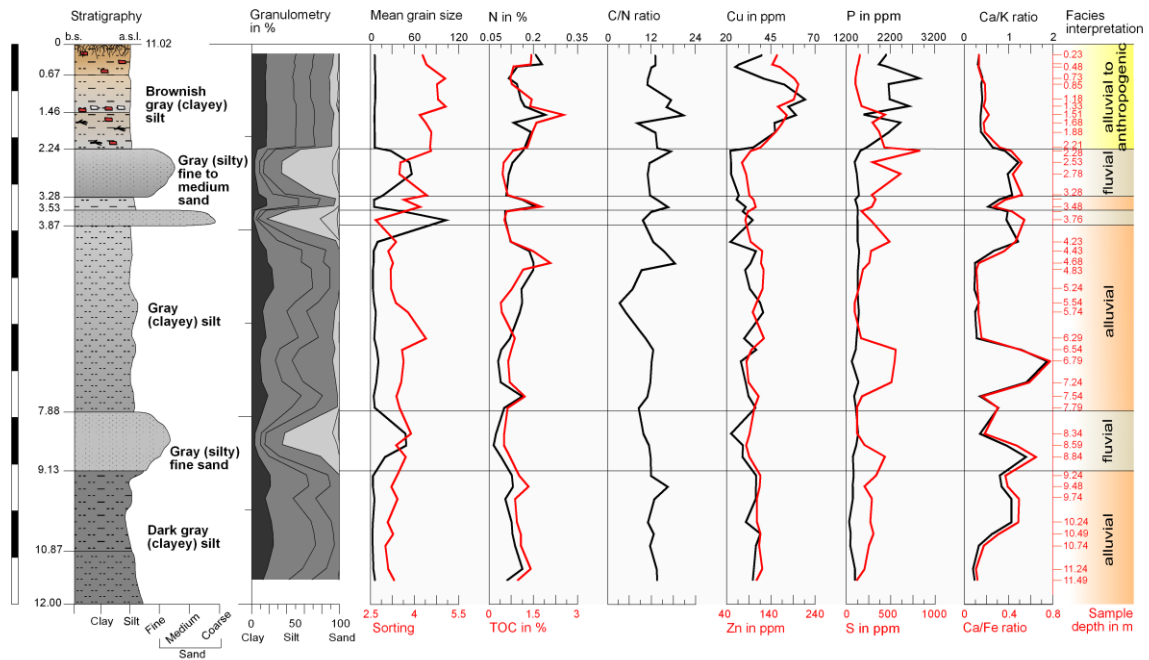 Stratigraphy
b.s. a.s.l.
0 11.02
0.67
1.46
2.24
3.28
3.53
3.87
7.88
9.13
10.87
12.00
Brownish
gray (clayey)
silt
Gray (silty)
fine to
medium
sand
Gray
(clayey) silt
Gray (silty)
fine sand
Dark gray
(clayey) silt
Clay Silt Fine Medium Coarse
Sand
Granulometry
in %
0 20 40 60 80 100
Clay Silt Sand
Mean grain size
0 60 120
2.5 4 5.5
Sorting
N in %
0.05 0.2 0.35
0 1.5 3
TOC in %
C/N ratio
0 12 24
Cu in ppm
20 45 70
40 140 240
Zn in ppm
P in ppm
1200 2200 3200
0 500 1000
S in ppm
Ca/K ratio
0 1 2
0 0.4 0.8
Ca/Fe ratio
Facies
interpretation
0.23
0.48
0.73
0.85
1.18
1.33
1.51
1.68
1.88
2.21
2.28
2.53
2.78
3.28
3.48
3.76
4.23
4.43
4.68
4.83
5.24
5.54
5.74
6.29
6.54
6.79
7.24
7.54
7.79
8.34
8.59
8.84
9.24
9.48
9.74
10.24
10.49
10.74
11.24
11.49
alluvial to
anthropogenic
fluvial
alluvial
fluvial
alluvial
Sample
depth in m